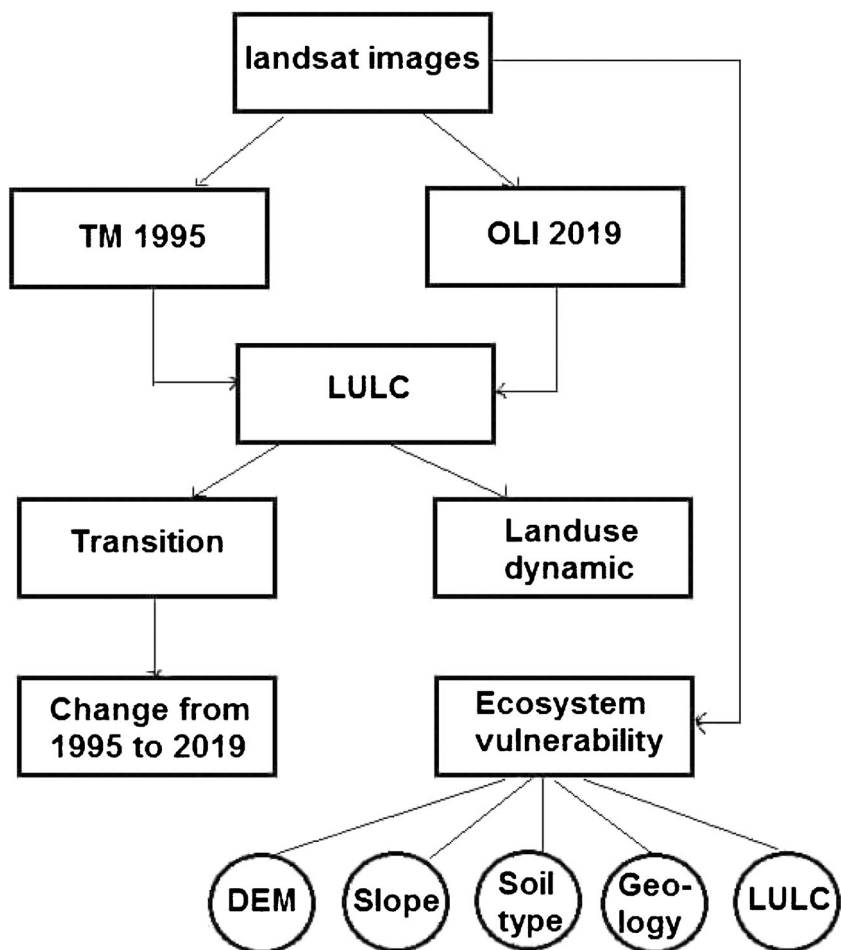 landsat images
TM 1995
OLI 2019
LULC
Transition
Landuse
dynamic
Change from
1995 to 2019
Ecosystem
vulnerability
DEM
Slope
Soil
type
Geo-
logy
LULC